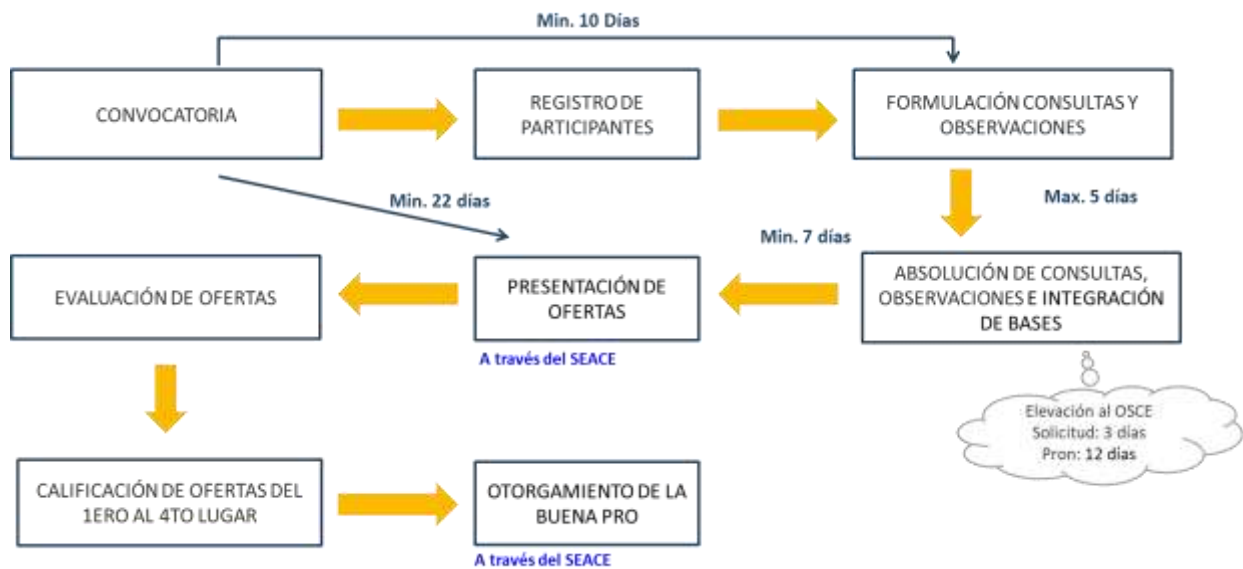 Min. 10 Días
CONVOCATORIA
REGISTRO DE
PARTICIPANTES
FORMULACIÓN CONSULTAS Y
OBSERVACIONES
Max. 5 días
Min. 22 días
Min. 7 días
ABSOLUCIÓN DE CONSULTAS,
OBSERVACIONES E INTEGRACIÓN
DE BASES
PRESENTACIÓN DE
OFERTAS
A través del SEACE
EVALUACIÓN DE OFERTAS
Elevación al OSCE
Solicitud: 3 días
Pron: 12 días
CALIFICACIÓN DE OFERTAS DEL
1ERO AL 4TO LUGAR
OTORGAMIENTO DE LA
BUENA PRO
A través del SEACE